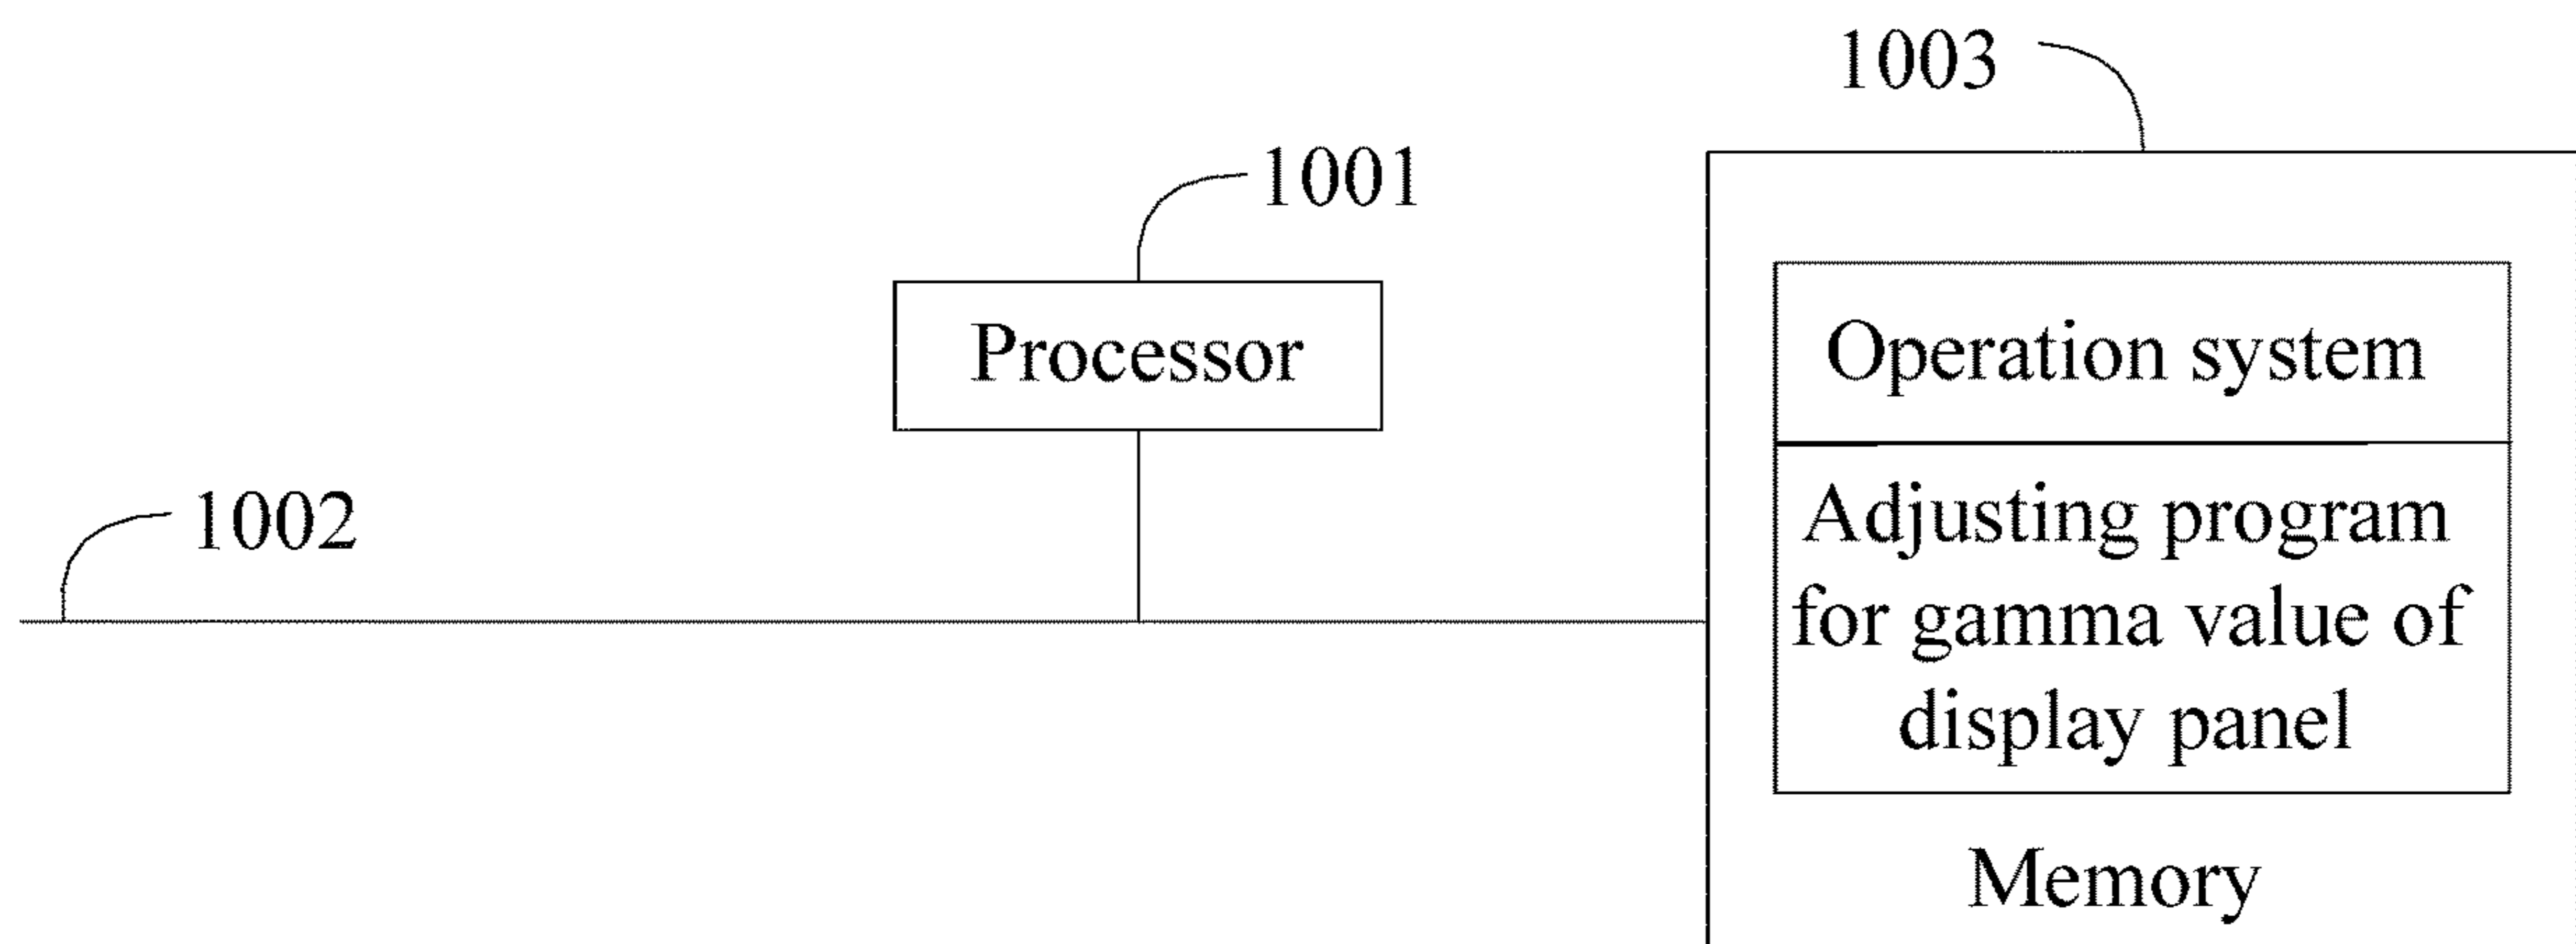 1003
1001
Processor
Operation system
1002
Adjusting program
for gamma value of
display panel
Memory